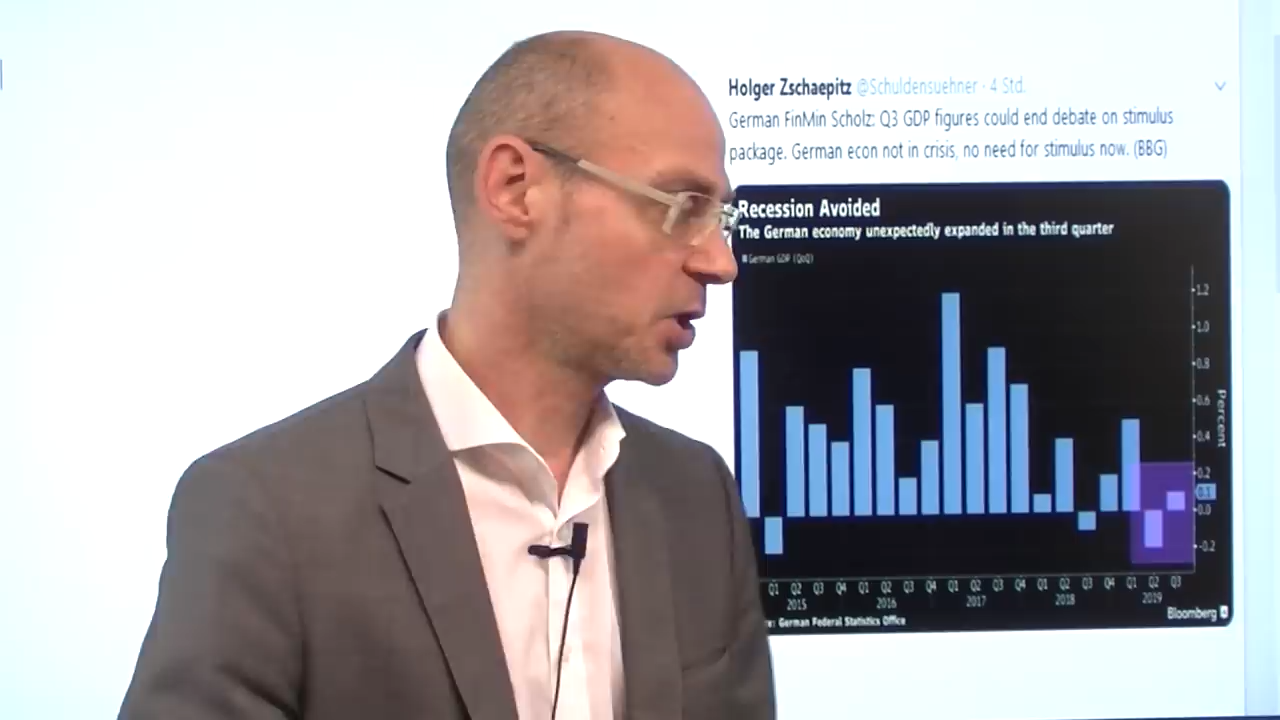 Holger Zschaepitz @Schuldensuehner · 4 Std.
German FinMin Scholz: Q3 GDP figures could end debate on stimulus
package. German econ not in crisis, no need for stimulus now. (BBG)
Recession Avoided
The German economy unexpectedly expanded in the third quarter
German GDP (QoQ)
1.2
1.0
0.8
0.6
0.4
0.2
0.1
0.0
-0.2
Percent
Q1 Q2 Q3 Q4 Q1 Q2 Q3 Q4 Q1 Q2 Q3 Q4 Q1 Q2 Q3 Q4 Q1 Q2 Q3
2015 2016 2017 2018 2019
German Federal Statistics Office
Bloomberg